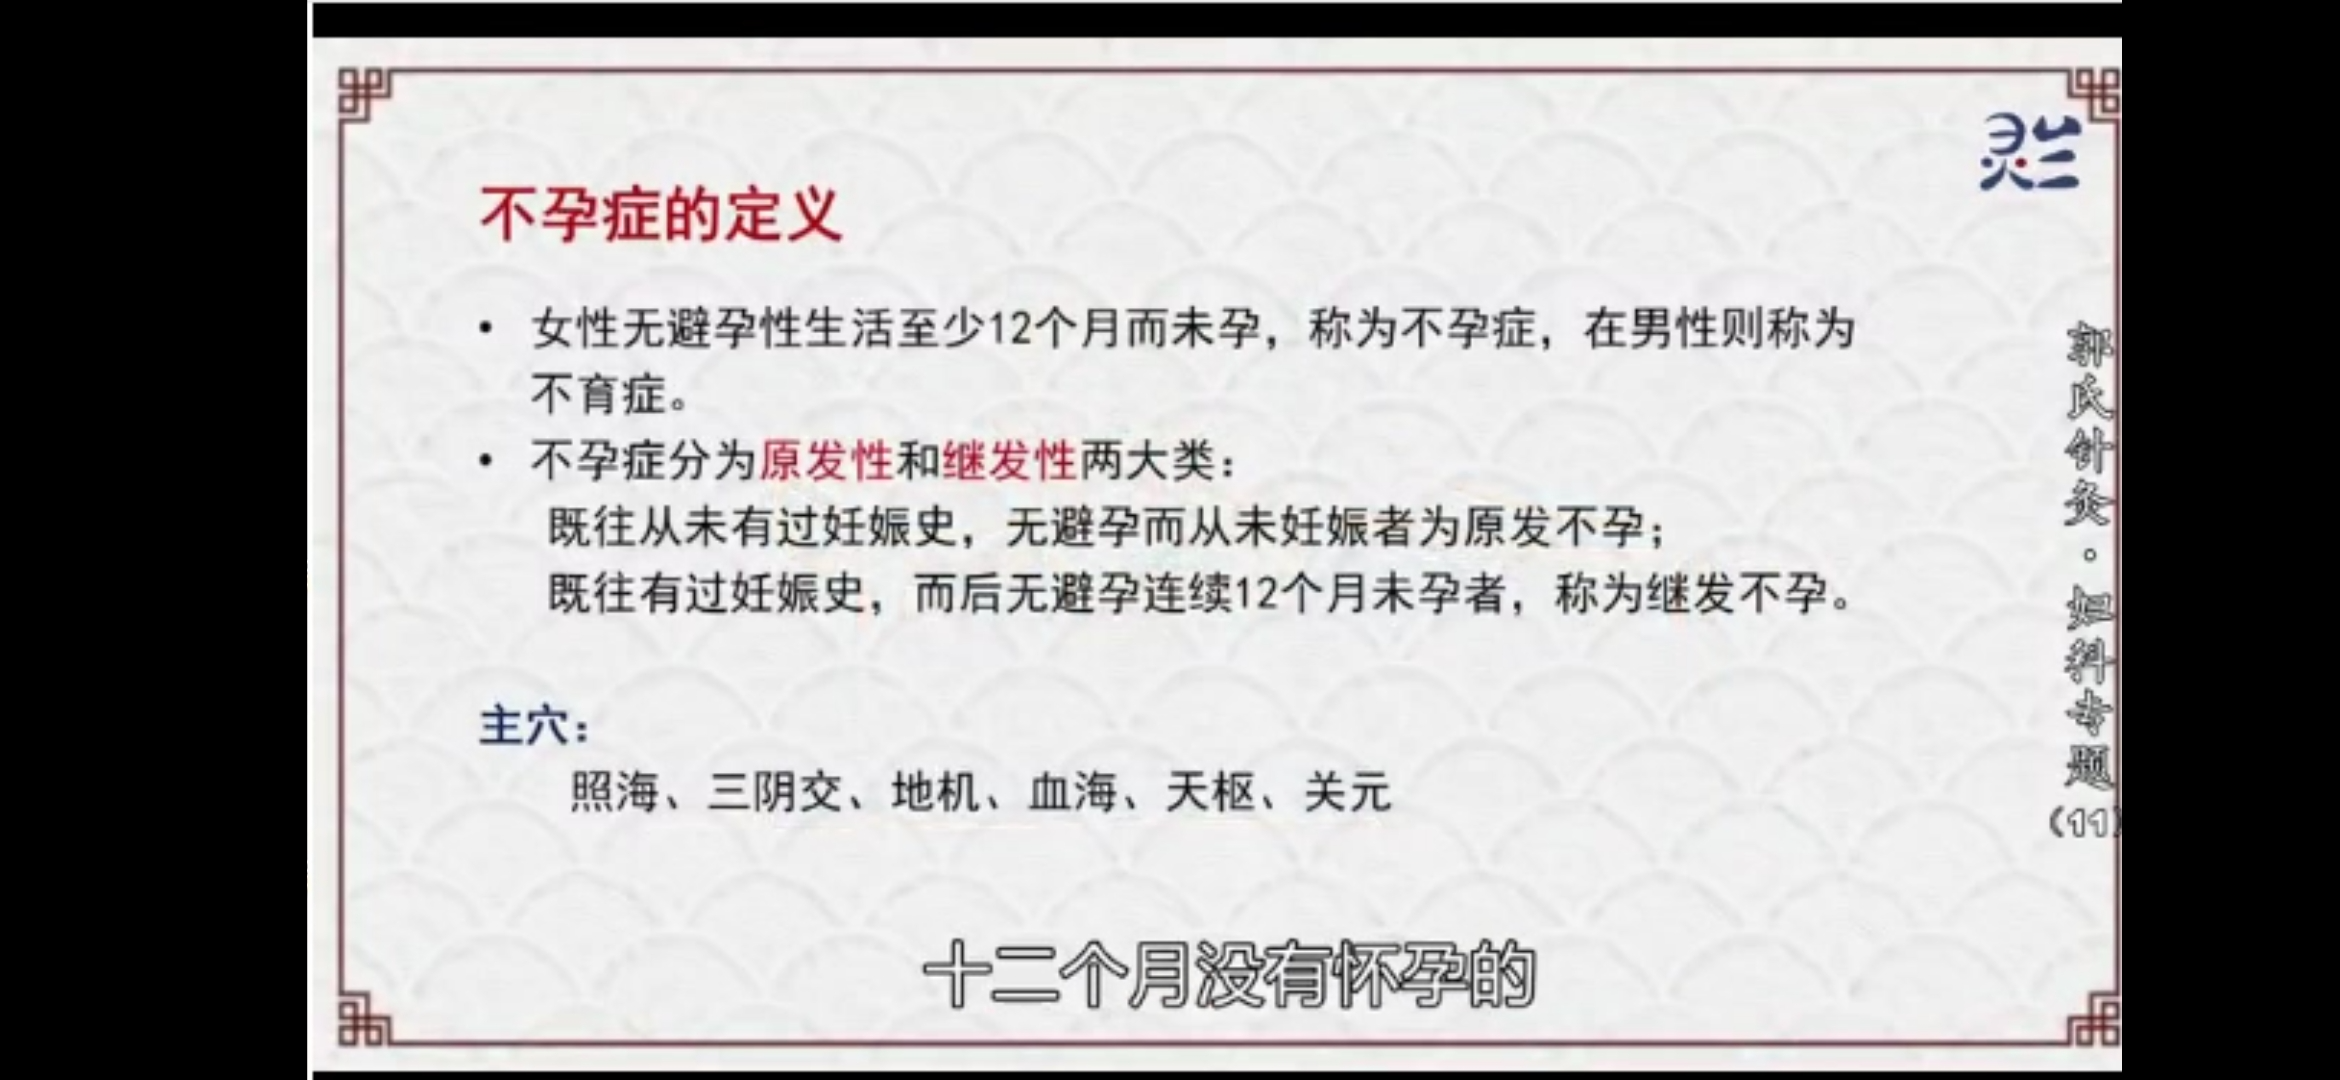 不孕症的定义
• 女性无避孕性生活至少12个月而未孕，称为不孕症，在男性则称为
不育症。
• 不孕症分为原发性和继发性两大类：
既往从未有过妊娠史，无避孕而从未妊娠者为原发不孕；
既往有过妊娠史，而后无避孕连续12个月未孕者，称为继发不孕。
主穴：
照海、三阴交、地机、血海、天枢、关元
郭氏针灸·妇科专题(11)
十二个月没有怀孕的